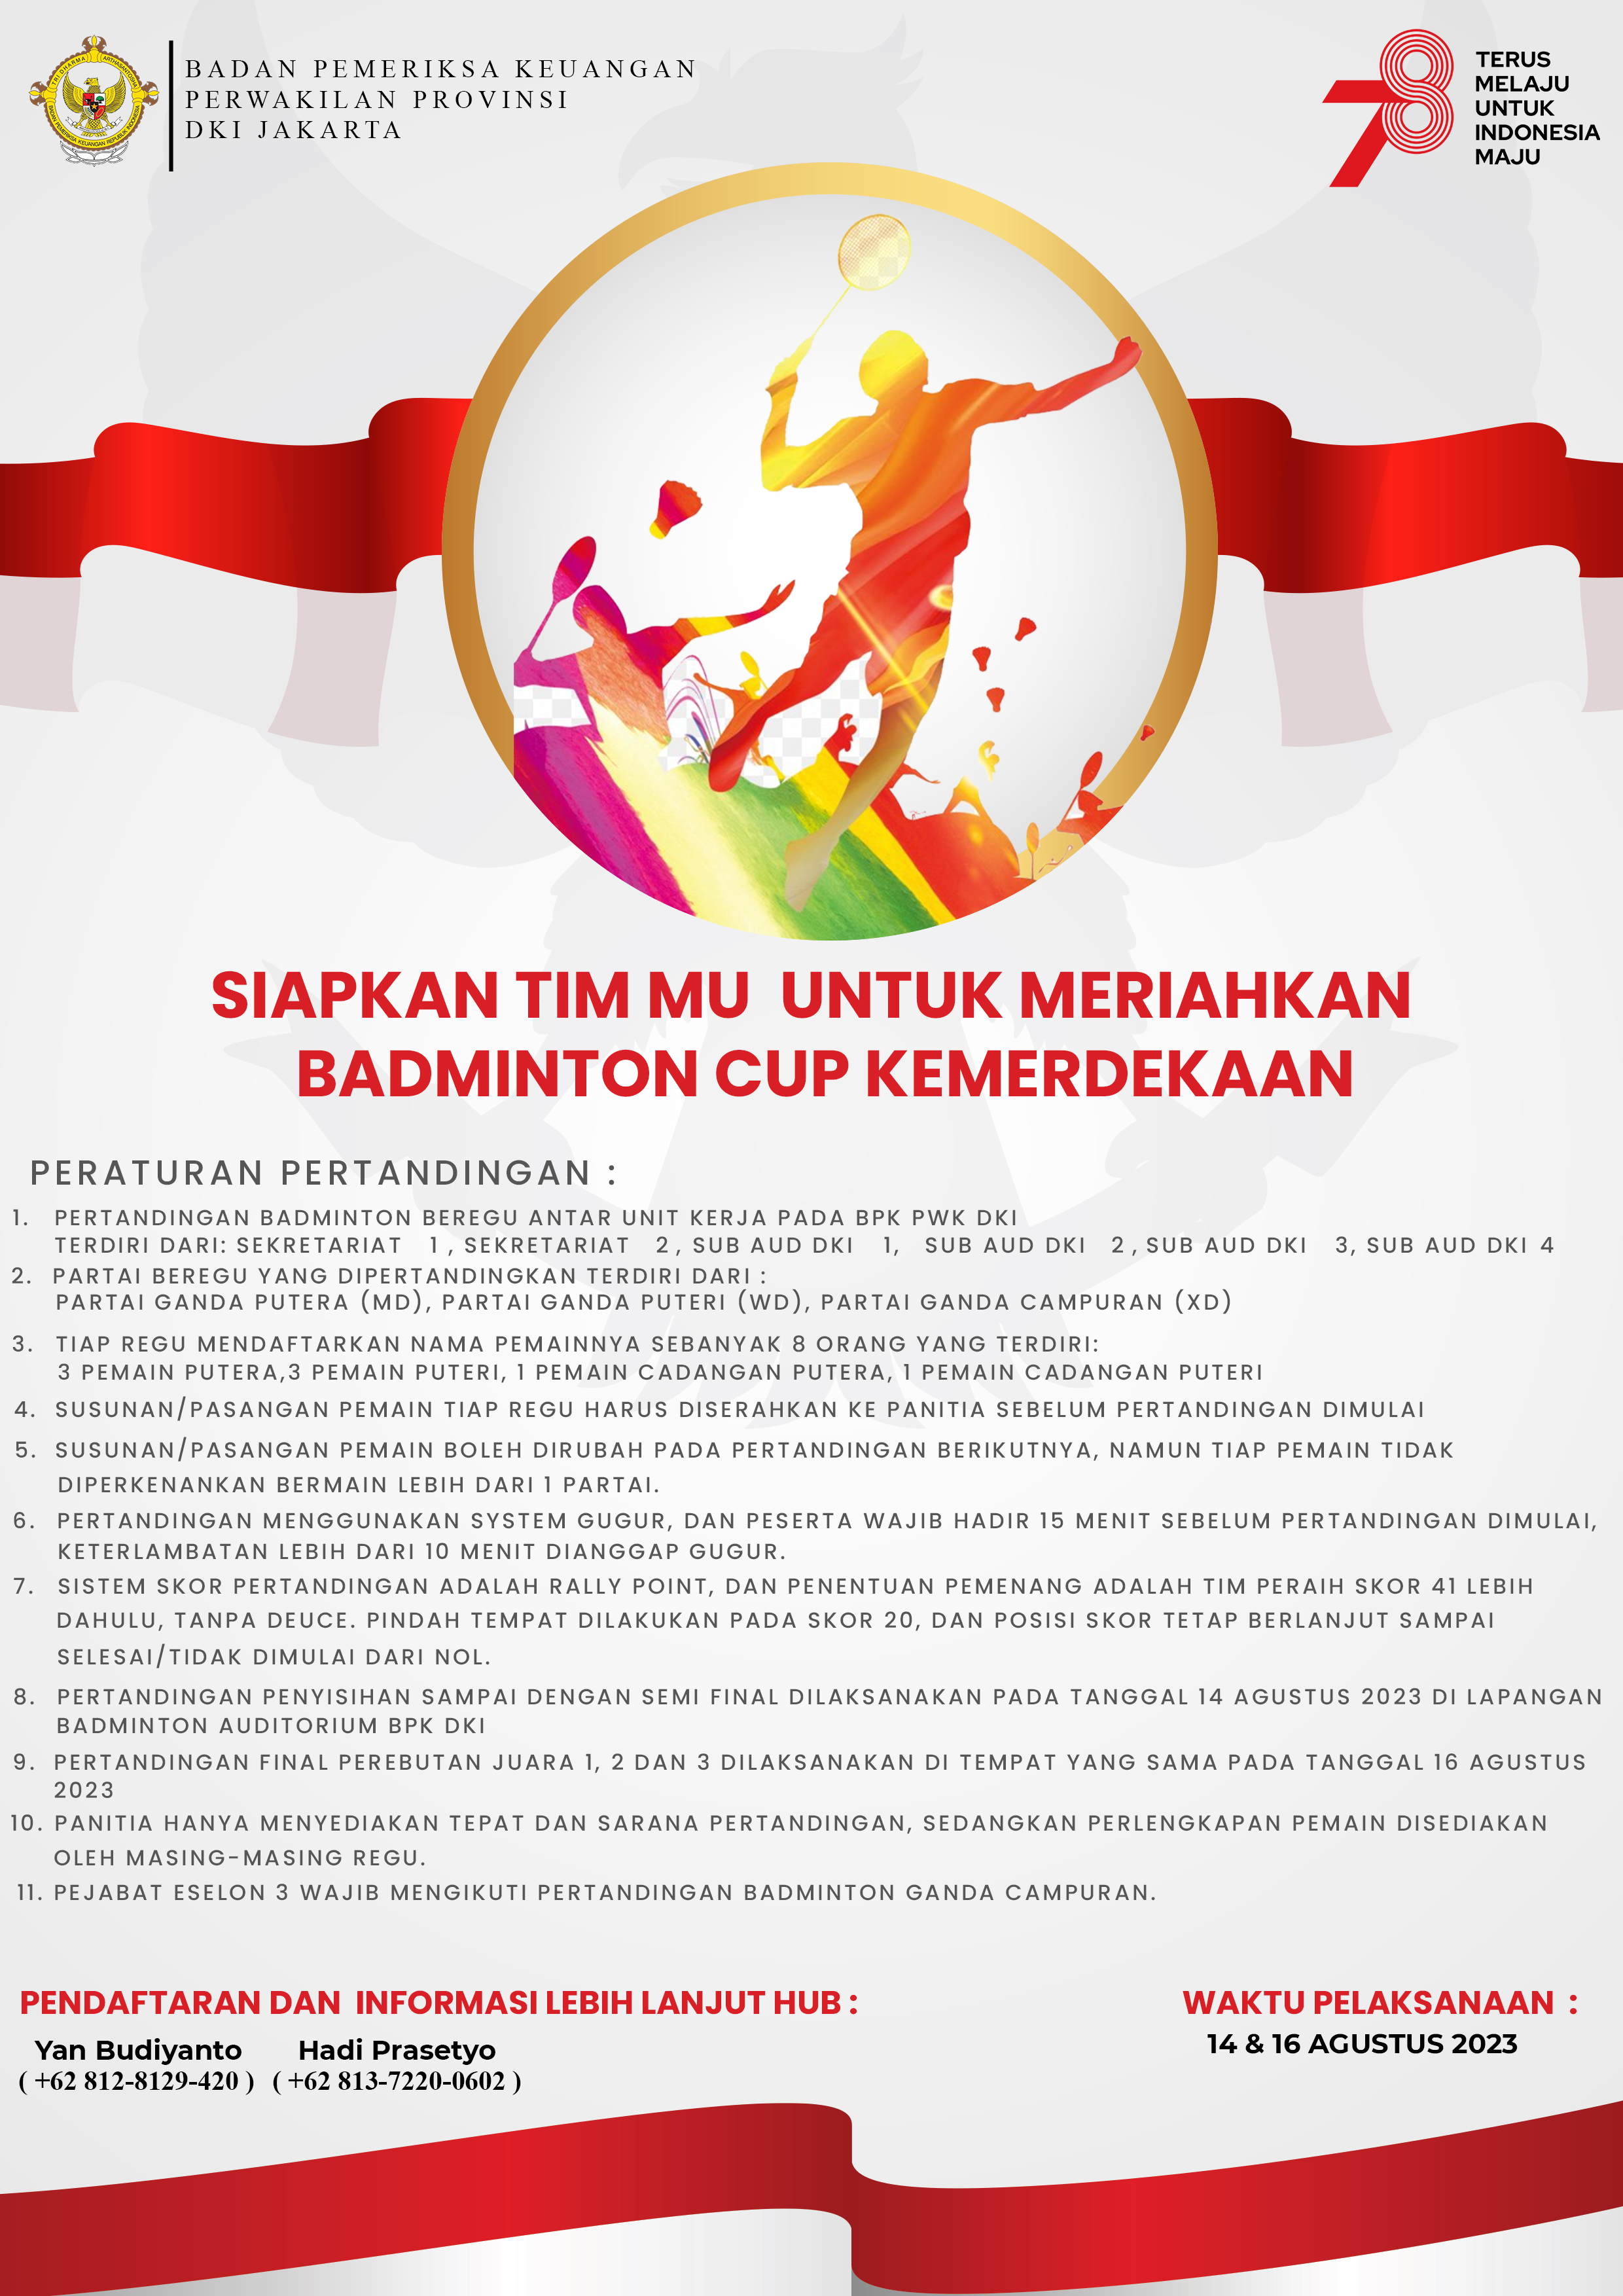 BADAN PEMERIKSA KEUANGAN
PERWAKILAN PROVINSI
DKI JAKARTA
TRI DHARMA ARTHASANTOSHA
BADAN PEMERIKSA KEUANGAN REPUBLIK INDONESIA
78
TERUS
MELAJU
UNTUK
INDONESIA
MAJU
SIAPKAN TIM MU UNTUK MERIAHKAN
BADMINTON CUP KEMERDEKAAN
PERATURAN PERTANDINGAN :
1. PERTANDINGAN BADMINTON BEREGU ANTAR UNIT KERJA PADA BPK PWK DKI
TERDIRI DARI: SEKRETARIAT 1 , SEKRETARIAT 2 , SUB AUD DKI 1, SUB AUD DKI 2 , SUB AUD DKI 3, SUB AUD DKI 4
2. PARTAI BEREGU YANG DIPERTANDINGKAN TERDIRI DARI :
PARTAI GANDA PUTERA (MD), PARTAI GANDA PUTERI (WD), PARTAI GANDA CAMPURAN (XD)
3. TIAP REGU MENDAFTARKAN NAMA PEMAINNYA SEBANYAK 8 ORANG YANG TERDIRI:
3 PEMAIN PUTERA,3 PEMAIN PUTERI, 1 PEMAIN CADANGAN PUTERA, 1 PEMAIN CADANGAN PUTERI
4. SUSUNAN/PASANGAN PEMAIN TIAP REGU HARUS DISERAHKAN KE PANITIA SEBELUM PERTANDINGAN DIMULAI
5. SUSUNAN/PASANGAN PEMAIN BOLEH DIRUBAH PADA PERTANDINGAN BERIKUTNYA, NAMUN TIAP PEMAIN TIDAK
DIPERKENANKAN BERMAIN LEBIH DARI 1 PARTAI.
6. PERTANDINGAN MENGGUNAKAN SYSTEM GUGUR, DAN PESERTA WAJIB HADIR 15 MENIT SEBELUM PERTANDINGAN DIMULAI,
KETERLAMBATAN LEBIH DARI 10 MENIT DIANGGAP GUGUR.
7. SISTEM SKOR PERTANDINGAN ADALAH RALLY POINT, DAN PENENTUAN PEMENANG ADALAH TIM PERAIH SKOR 41 LEBIH
DAHULU, TANPA DEUCE. PINDAH TEMPAT DILAKUKAN PADA SKOR 20, DAN POSISI SKOR TETAP BERLANJUT SAMPAI
SELESAI/TIDAK DIMULAI DARI NOL.
8. PERTANDINGAN PENYISIHAN SAMPAI DENGAN SEMI FINAL DILAKSANAKAN PADA TANGGAL 14 AGUSTUS 2023 DI LAPANGAN
BADMINTON AUDITORIUM BPK DKI
9. PERTANDINGAN FINAL PEREBUTAN JUARA 1, 2 DAN 3 DILAKSANAKAN DI TEMPAT YANG SAMA PADA TANGGAL 16 AGUSTUS
2023
10. PANITIA HANYA MENYEDIAKAN TEPAT DAN SARANA PERTANDINGAN, SEDANGKAN PERLENGKAPAN PEMAIN DISEDIAKAN
OLEH MASING-MASING REGU.
11. PEJABAT ESELON 3 WAJIB MENGIKUTI PERTANDINGAN BADMINTON GANDA CAMPURAN.
PENDAFTARAN DAN INFORMASI LEBIH LANJUT HUB :
Yan Budiyanto Hadi Prasetyo
( +62 812-8129-420 ) ( +62 813-7220-0602 )
WAKTU PELAKSANAAN :
14 & 16 AGUSTUS 2023